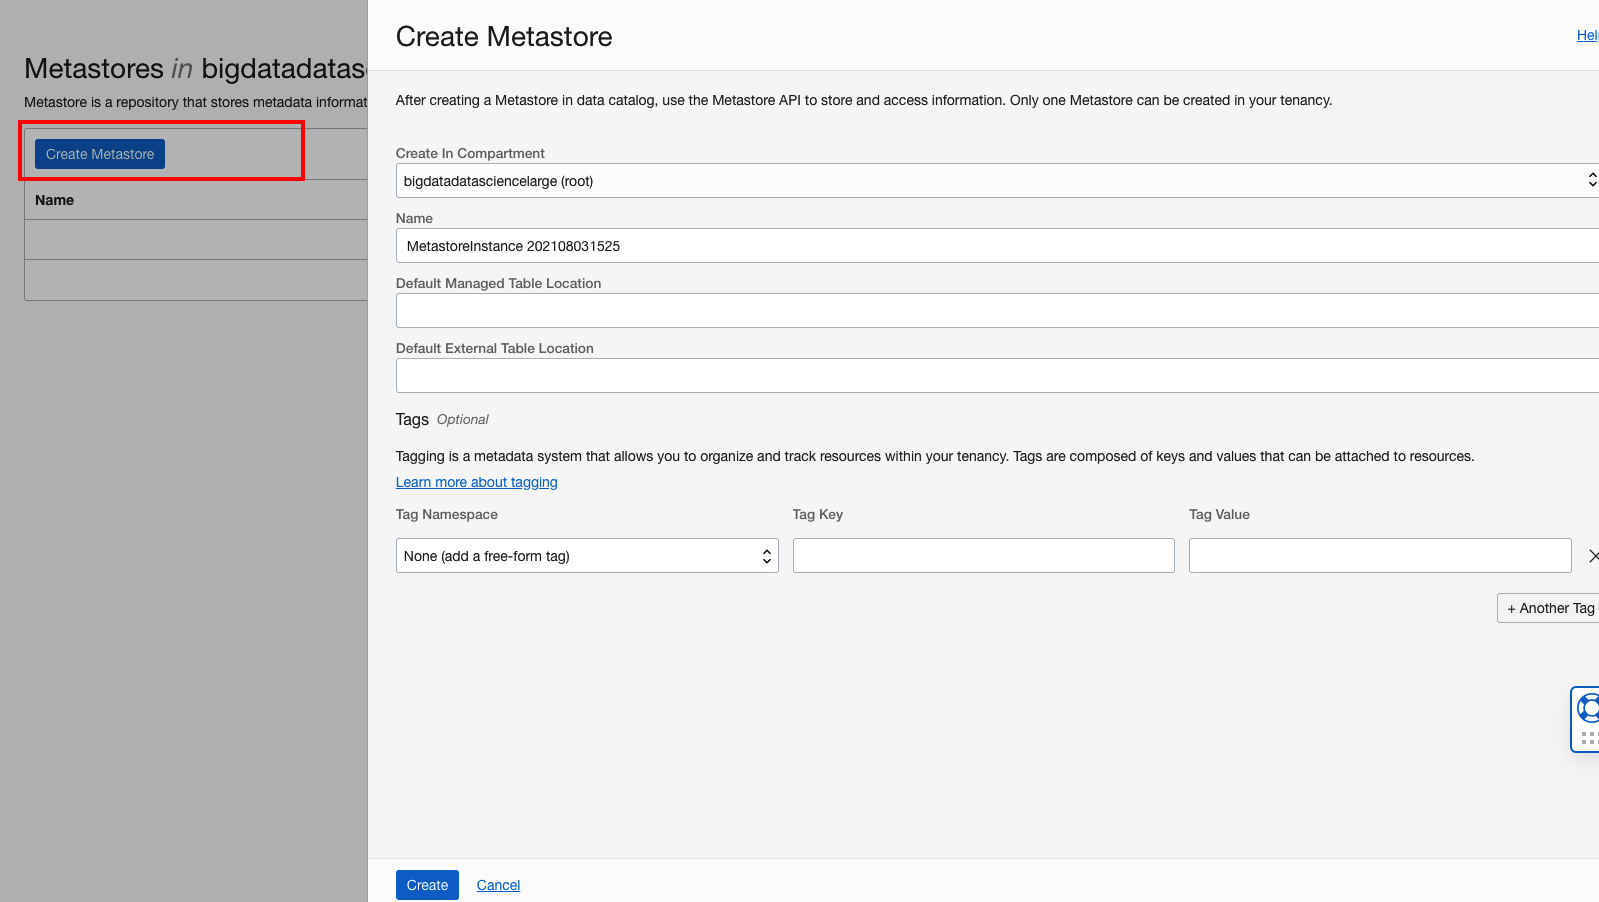 Create Metastore
Help
Metastores in bigdatadatas
Metastore is a repository that stores metadata informat
Create Metastore
Name
After creating a Metastore in data catalog, use the Metastore API to store and access information. Only one Metastore can be created in your tenancy.
Create In Compartment
bigdatadatasciencelarge (root)
Name
MetastoreInstance 202108031525
Default Managed Table Location
Default External Table Location
Tags Optional
Tagging is a metadata system that allows you to organize and track resources within your tenancy. Tags are composed of keys and values that can be attached to resources.
Learn more about tagging
Tag Namespace Tag Key Tag Value
None (add a free-form tag)
+ Another Tag
Create Cancel